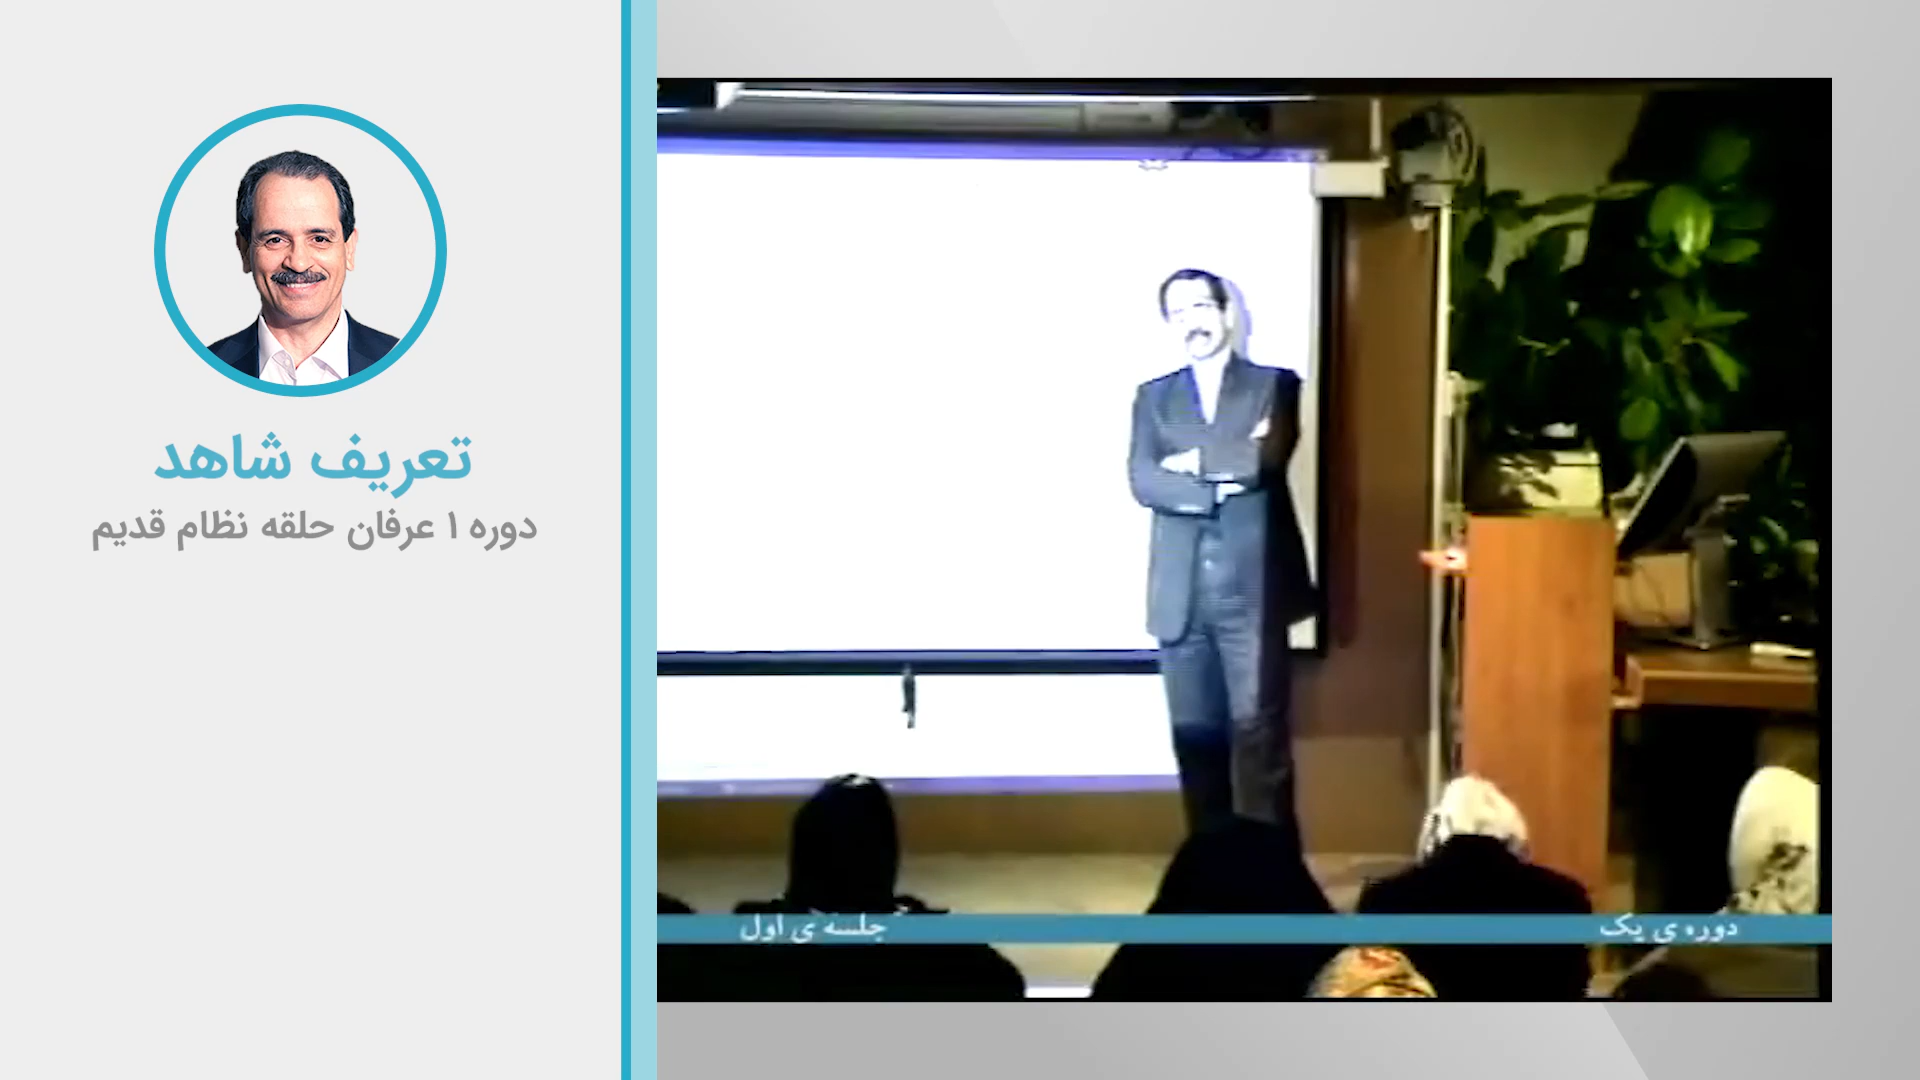 تعریف شاهد
دوره ۱ عرفان حلقه نظام قدیم
دوره ی یک
جلسه ی اول